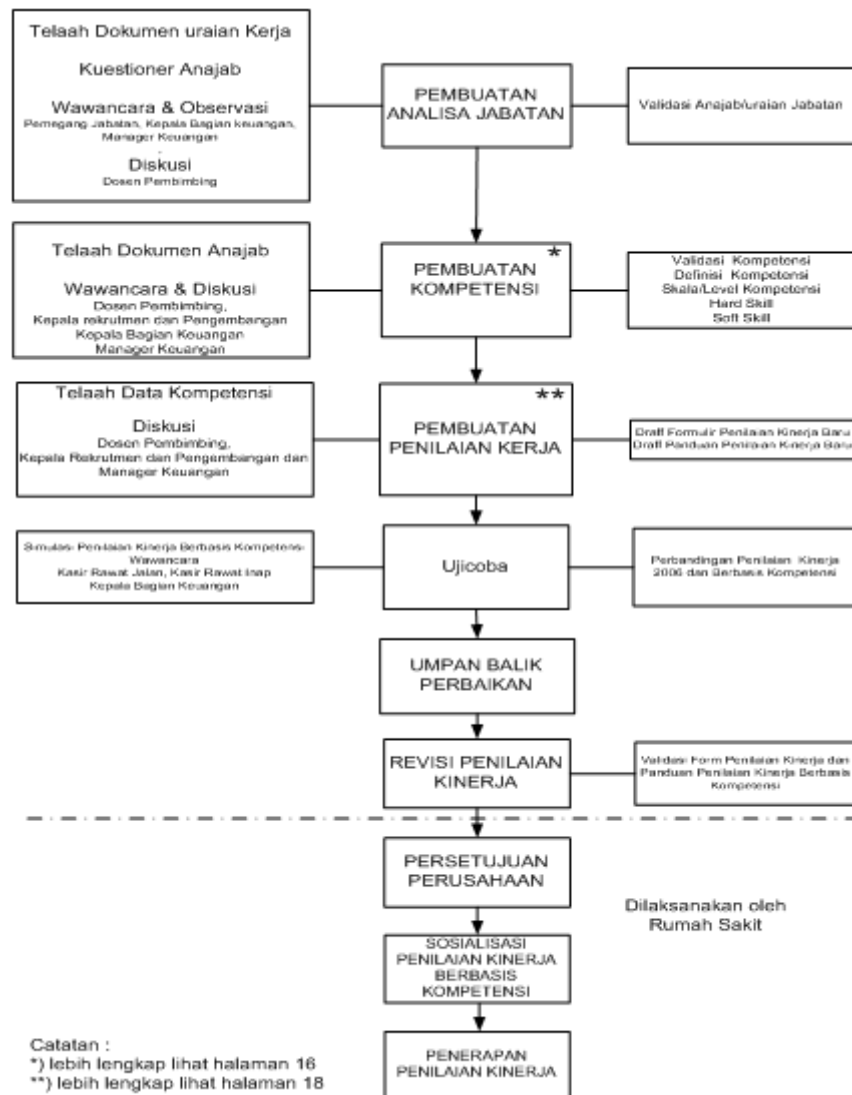 Telaah Dokumen uraian Kerja
Kuestioner Anajab
Wawancara & Observasi
Pemegang Jabatan, Kepala Bagian keuangan,
Manager Keuangan
Diskusi
Dosen Pembimbing
PEMBUATAN
ANALISA JABATAN
Validasi Anajab/uraian Jabatan
Telaah Dokumen Anajab
Wawancara & Diskusi
Dosen Pembimbing,
Kepala rekrutmen dan Pengembangan
Kepala Bagian Keuangan
Manager Keuangan
*
PEMBUATAN
KOMPETENSI
Validasi Kompetensi
Definisi Kompetensi
Skala/Level Kompetensi
Hard Skill
Soft Skill
Telaah Data Kompetensi
Diskusi
Dosen Pembimbing,
Kepala Rekrutmen dan Pengembangan dan
Manager Keuangan
**
PEMBUATAN
PENILAIAN KERJA
Draff Formulir Penilaian Kinerja Baru
Draff Panduan Penilaian Kinerja Baru
Simulasi Penilaian Kinerja Berbasis Kompetensi
Wawancara
Kasir Rawat Jalan, Kasir Rawat Inap
Kepala Bagian Keuangan
Ujicoba
Perbandingan Penilaian Kinerja
2006 dan Berbasis Kompetensi
UMPAN BALIK
PERBAIKAN
REVISI PENILAIAN
KINERJA
Validasi Form Penilaian Kinerja dan
Panduan Penilaian Kinerja Berbasis
Kompetensi
PERSETUJUAN
PERUSAHAAN
Dilaksanakan oleh
Rumah Sakit
SOSIALISASI
PENILAIAN KINERJA
BERBASIS
KOMPETENSI
PENERAPAN
PENILAIAN KINERJA
Catatan :
*) lebih lengkap lihat halaman 16
**) lebih lengkap lihat halaman 18